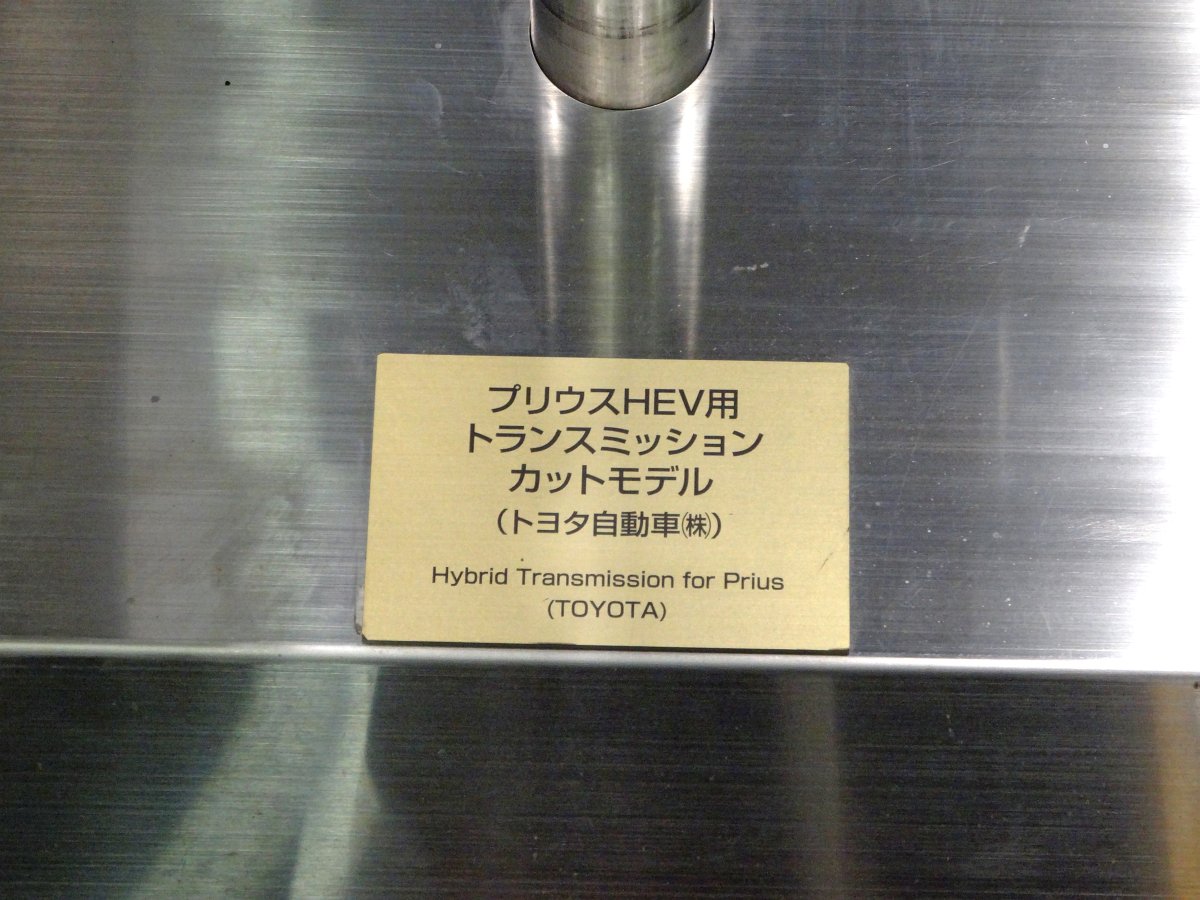 プリウスHEV用
トランスミッション
カットモデル
（トヨタ自動車㈱）
Hybrid Transmission for Prius
(TOYOTA)